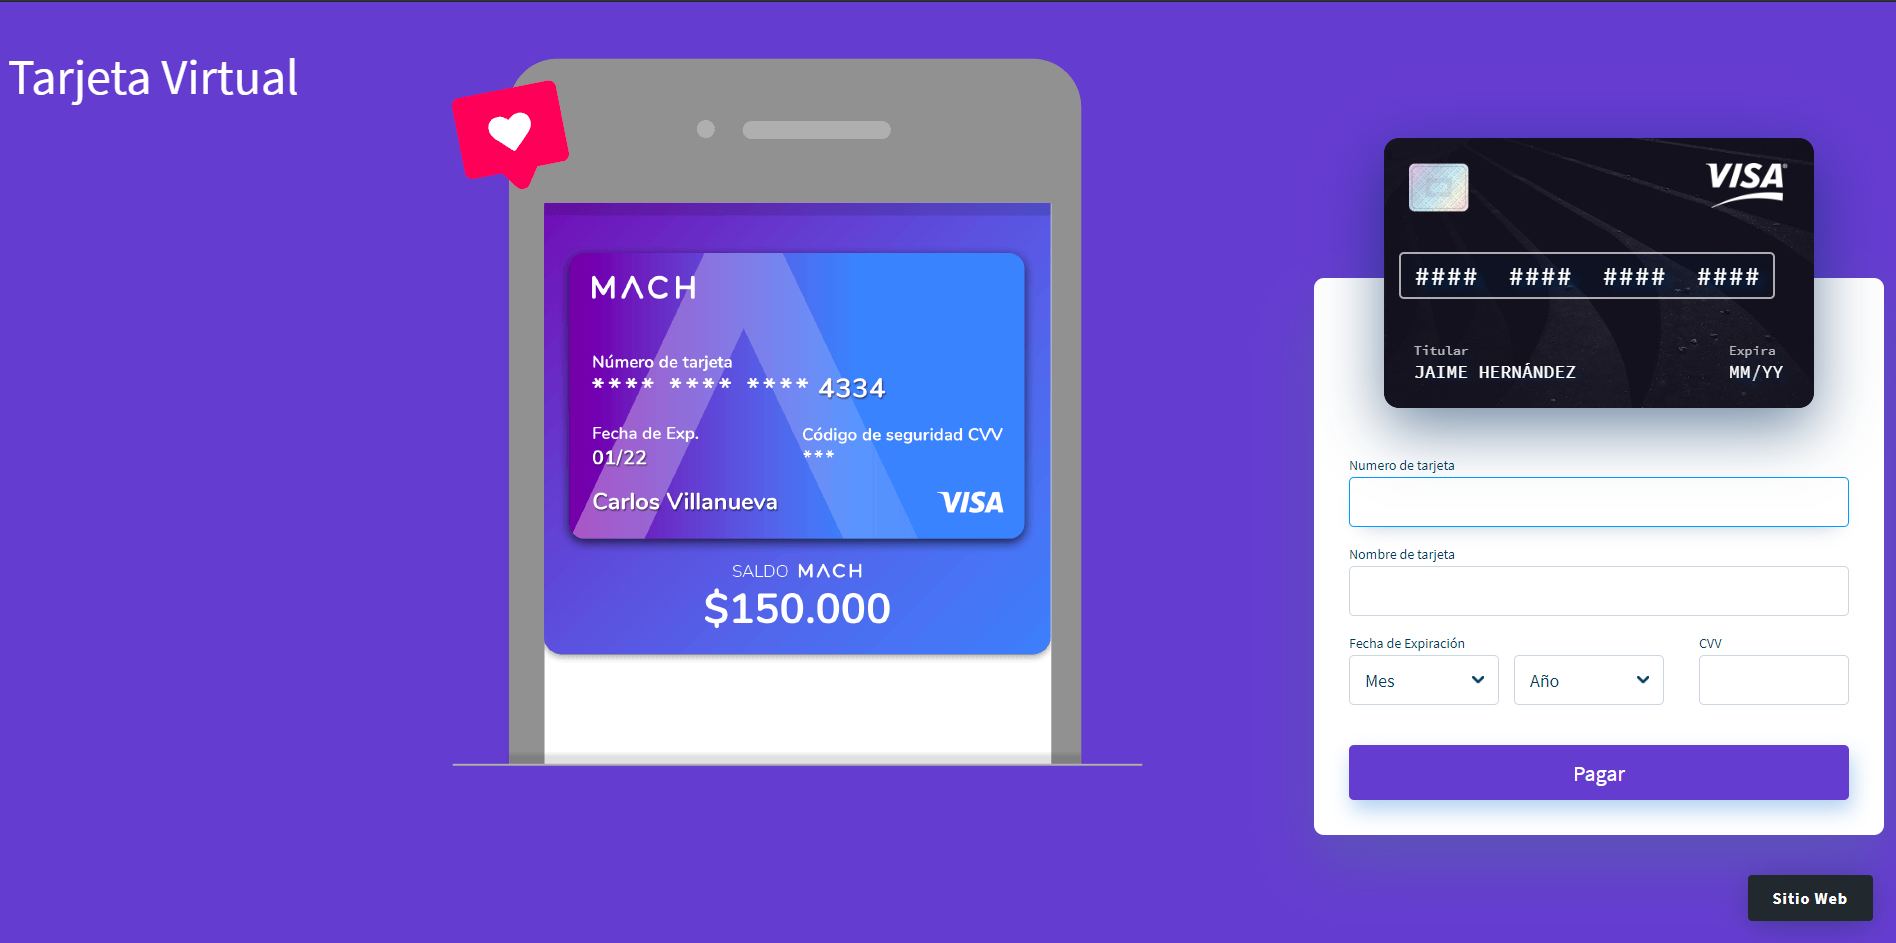 Tarjeta Virtual
MACH
Número de tarjeta
**** **** **** 4334
Fecha de Exp.
01/22
Código de seguridad CVV
***
Carlos Villanueva
VISA
SALDO MACH
$150.000
VISA
#### #### #### ####
Titular
JAIME HERNÁNDEZ
Expira
MM/YY
Numero de tarjeta
Nombre de tarjeta
Fecha de Expiración
CVV
Mes
Año
Pagar
Sitio Web